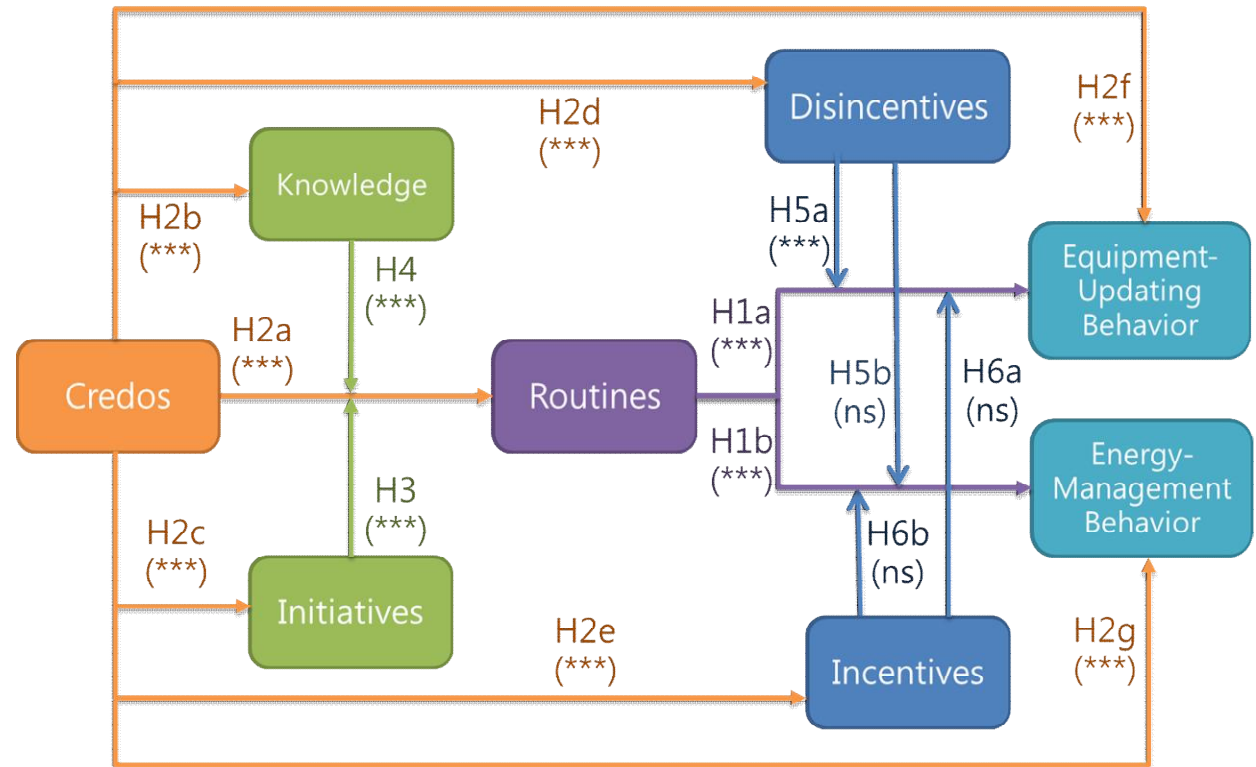 H2f
(***)
Disincentives
H2d
(***)
Knowledge
H2b
(***)
H5a
(***)
Equipment-
Updating
Behavior
H4
(***)
H2a
(***)
H1a
(***)
Credos
Routines
H5b
(ns)
H6a
(ns)
H1b
(***)
Energy-
Management
Behavior
H3
(***)
H2c
(***)
H6b
(ns)
Initiatives
H2e
(***)
Incentives
H2g
(***)